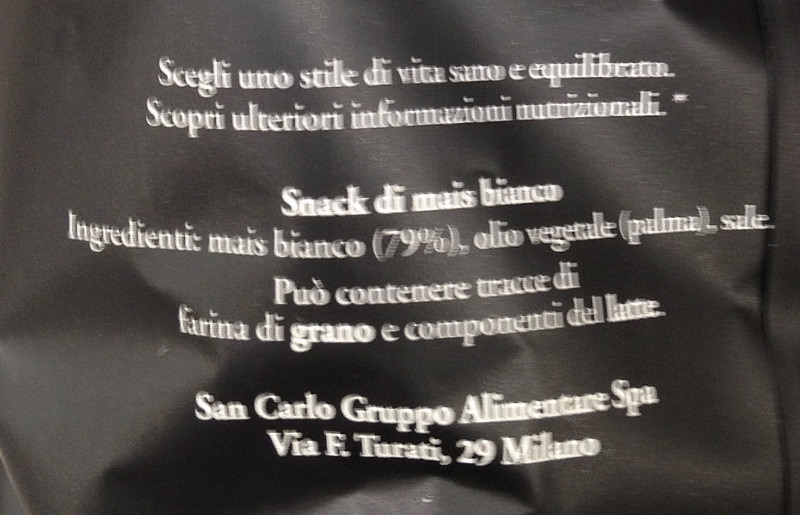 Scegli uno stile di vita sano e equilibrato.
Scopri ulteriori informazioni nutrizionali. *
Snack di mais bianco
Ingredienti: mais bianco (79%), olio vegetale (palma), sale.
Può contenere tracce di
farina di grano e componenti del latte.
San Carlo Gruppo Alimentare Spa
Via F. Turati, 29 Milano